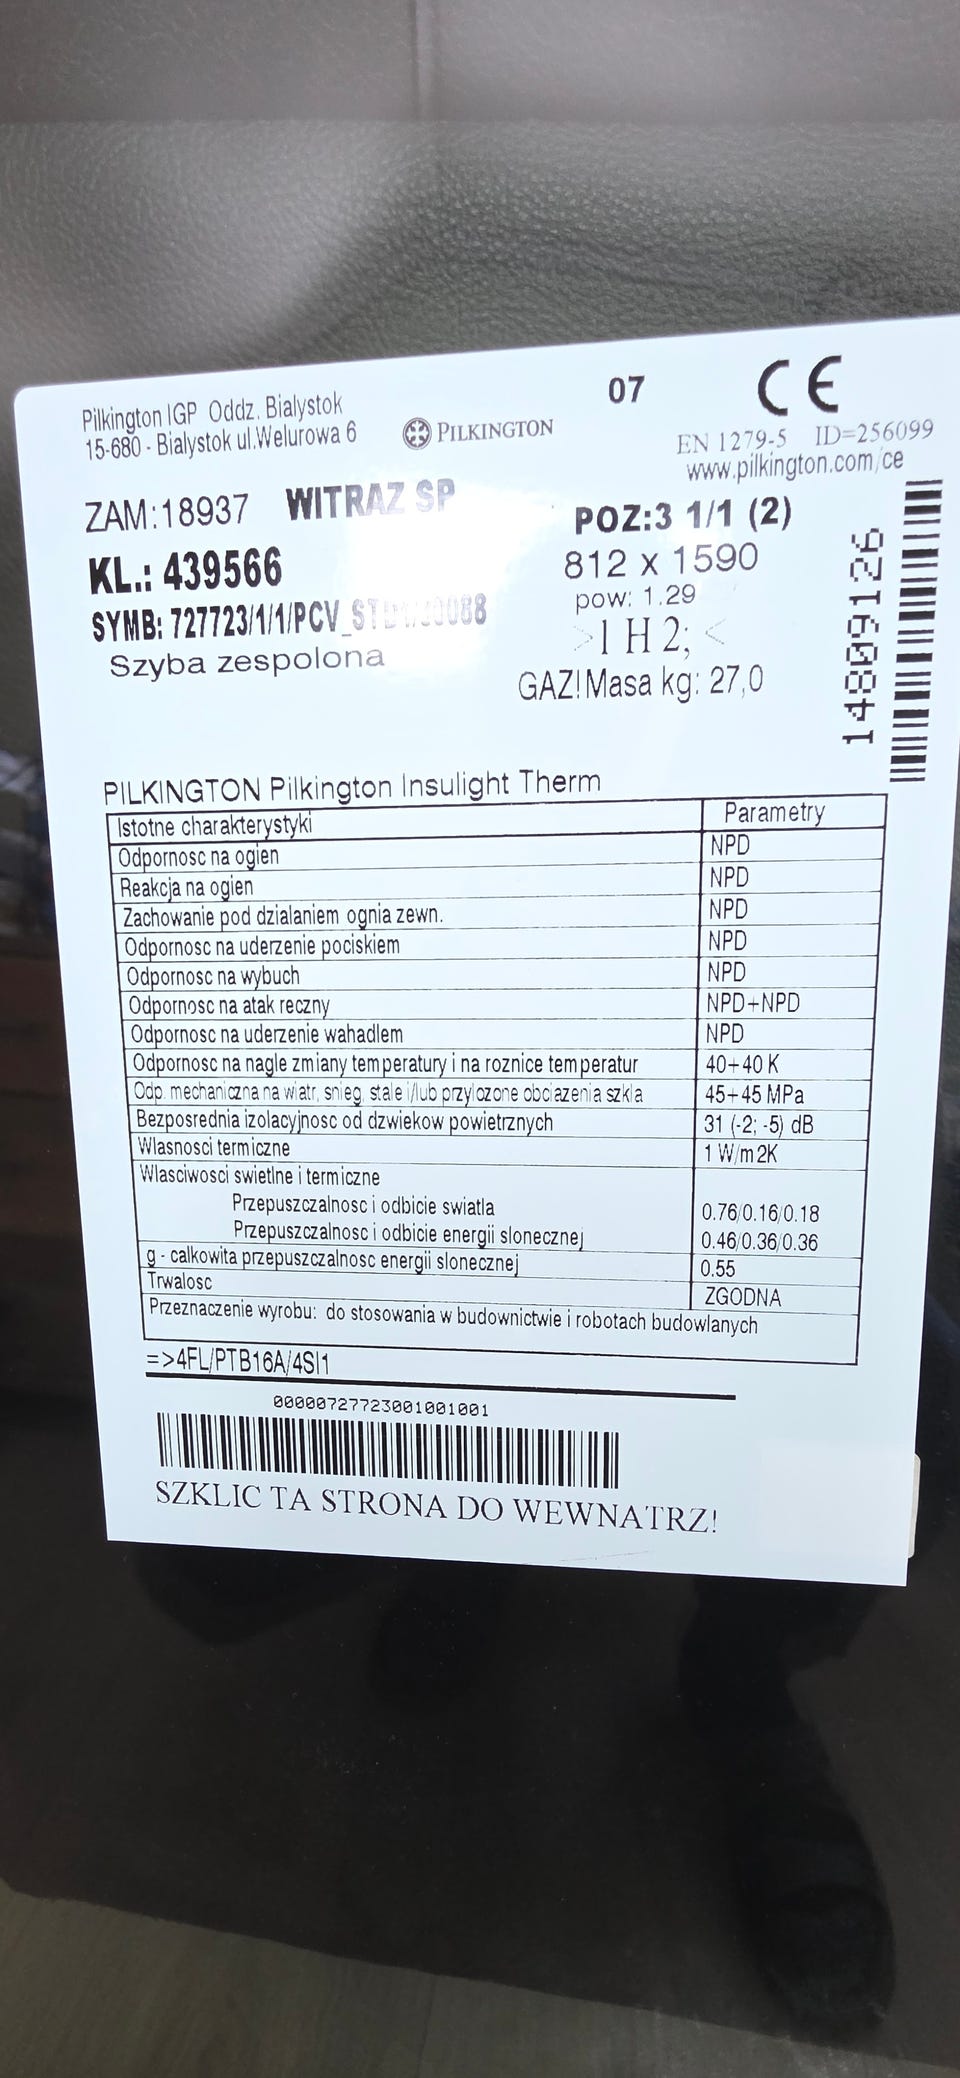 Pilkington IGP Oddz. Bialystok
15-680 - Bialystok ul.Welurowa 6
PILKINGTON
07
CE
EN 1279-5 ID=256099
www.pilkington.com/ce
ZAM:18937 WITRAZ SP
KL.: 439566
SYMB: 727723/1/1/PCV
Szyba zespolona
POZ:3 1/1 (2)
812 x 1590
pow: 1.29
>1 H 2; <
GAZ!Masa kg: 27,0
14809126
PILKINGTON Pilkington Insulight Therm
Istotne charakterystyki Parametry
Odpornosc na ogien NPD
Reakcja na ogien NPD
Zachowanie pod dzialaniem ognia zewn. NPD
Odpornosc na uderzenie pociskiem NPD
Odpornosc na wybuch NPD
Odpornosc na atak reczny NPD+NPD
Odpornosc na uderzenie wahadlem NPD
Odpornosc na nagle zmiany temperatury i na roznice temperatur 40+40 K
Odp. mechaniczna na wiatr, snieg, stale i/lub przylozone obciazenia szkla 45+45 MPa
Bezposrednia izolacyjnosc od dzwiekow powietrznych 31 (-2; -5) dB
Wlasnosci termiczne 1 W/m2K
Wlasciwosci swietlne i termiczne
Przepuszczalnosc i odbicie swiatla 0.76/0.16/0.18
Przepuszczalnosc i odbicie energii slonecznej 0.46/0.36/0.36
g - calkowita przepuszczalnosc energii slonecznej 0.55
Trwalosc ZGODNA
Przeznaczenie wyrobu: do stosowania w budownictwie i robotach budowlanych
=>4FL/PTB16A/4SI1
00000727723001001001
SZKLIC TA STRONA DO WEWNATRZ!